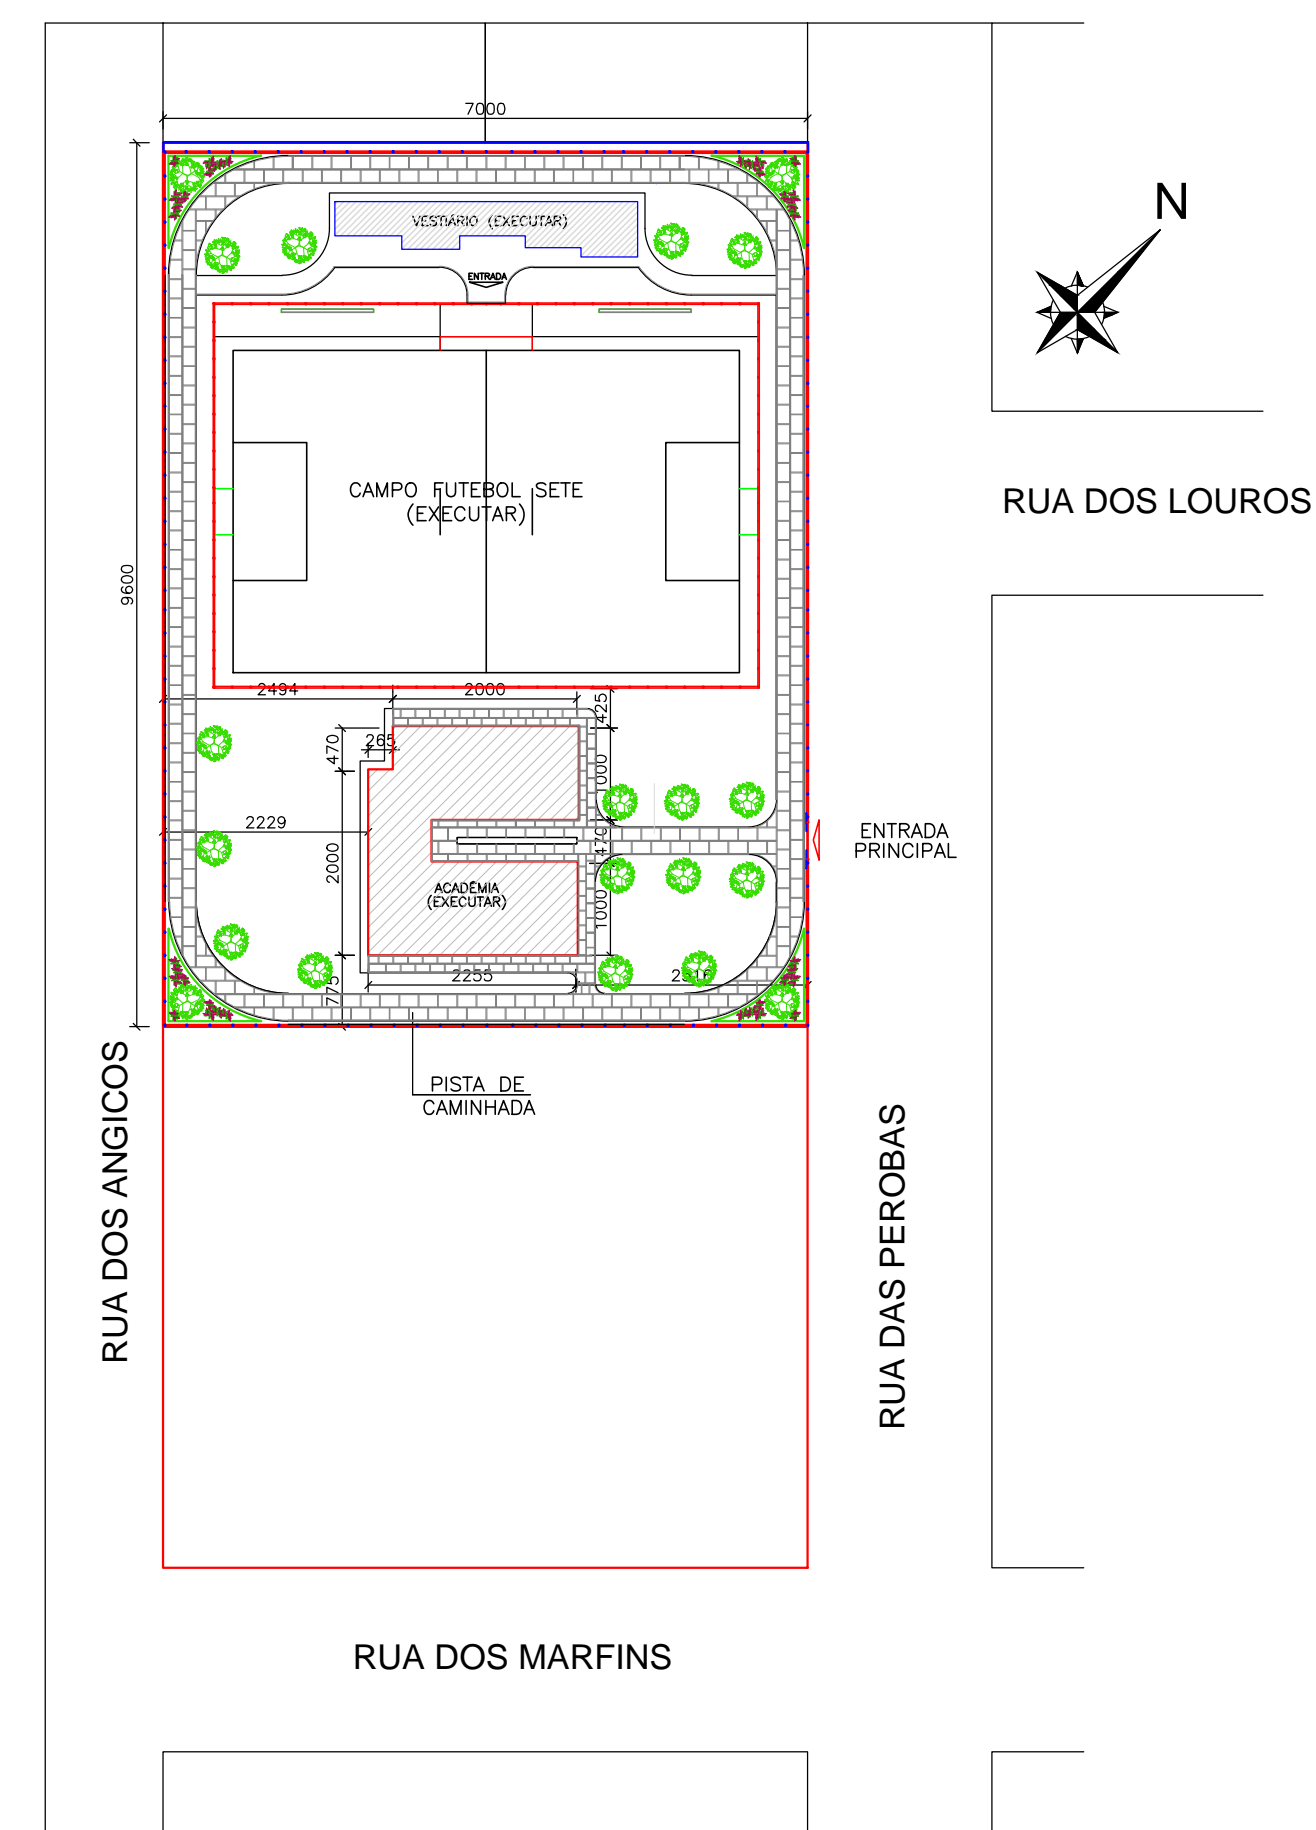 7000
N
VESTIÁRIO (EXECUTAR)
ENTRADA
CAMPO FUTEBOL SETE
(EXECUTAR)
RUA DOS LOUROS
9600
2494
2000
425
470
265
1000
2229
470
ENTRADA
PRINCIPAL
2000
ACADÊMIA
(EXECUTAR)
1000
2255
2516
775
PISTA DE
CAMINHADA
RUA DOS ANGICOS
RUA DAS PEROBAS
RUA DOS MARFINS